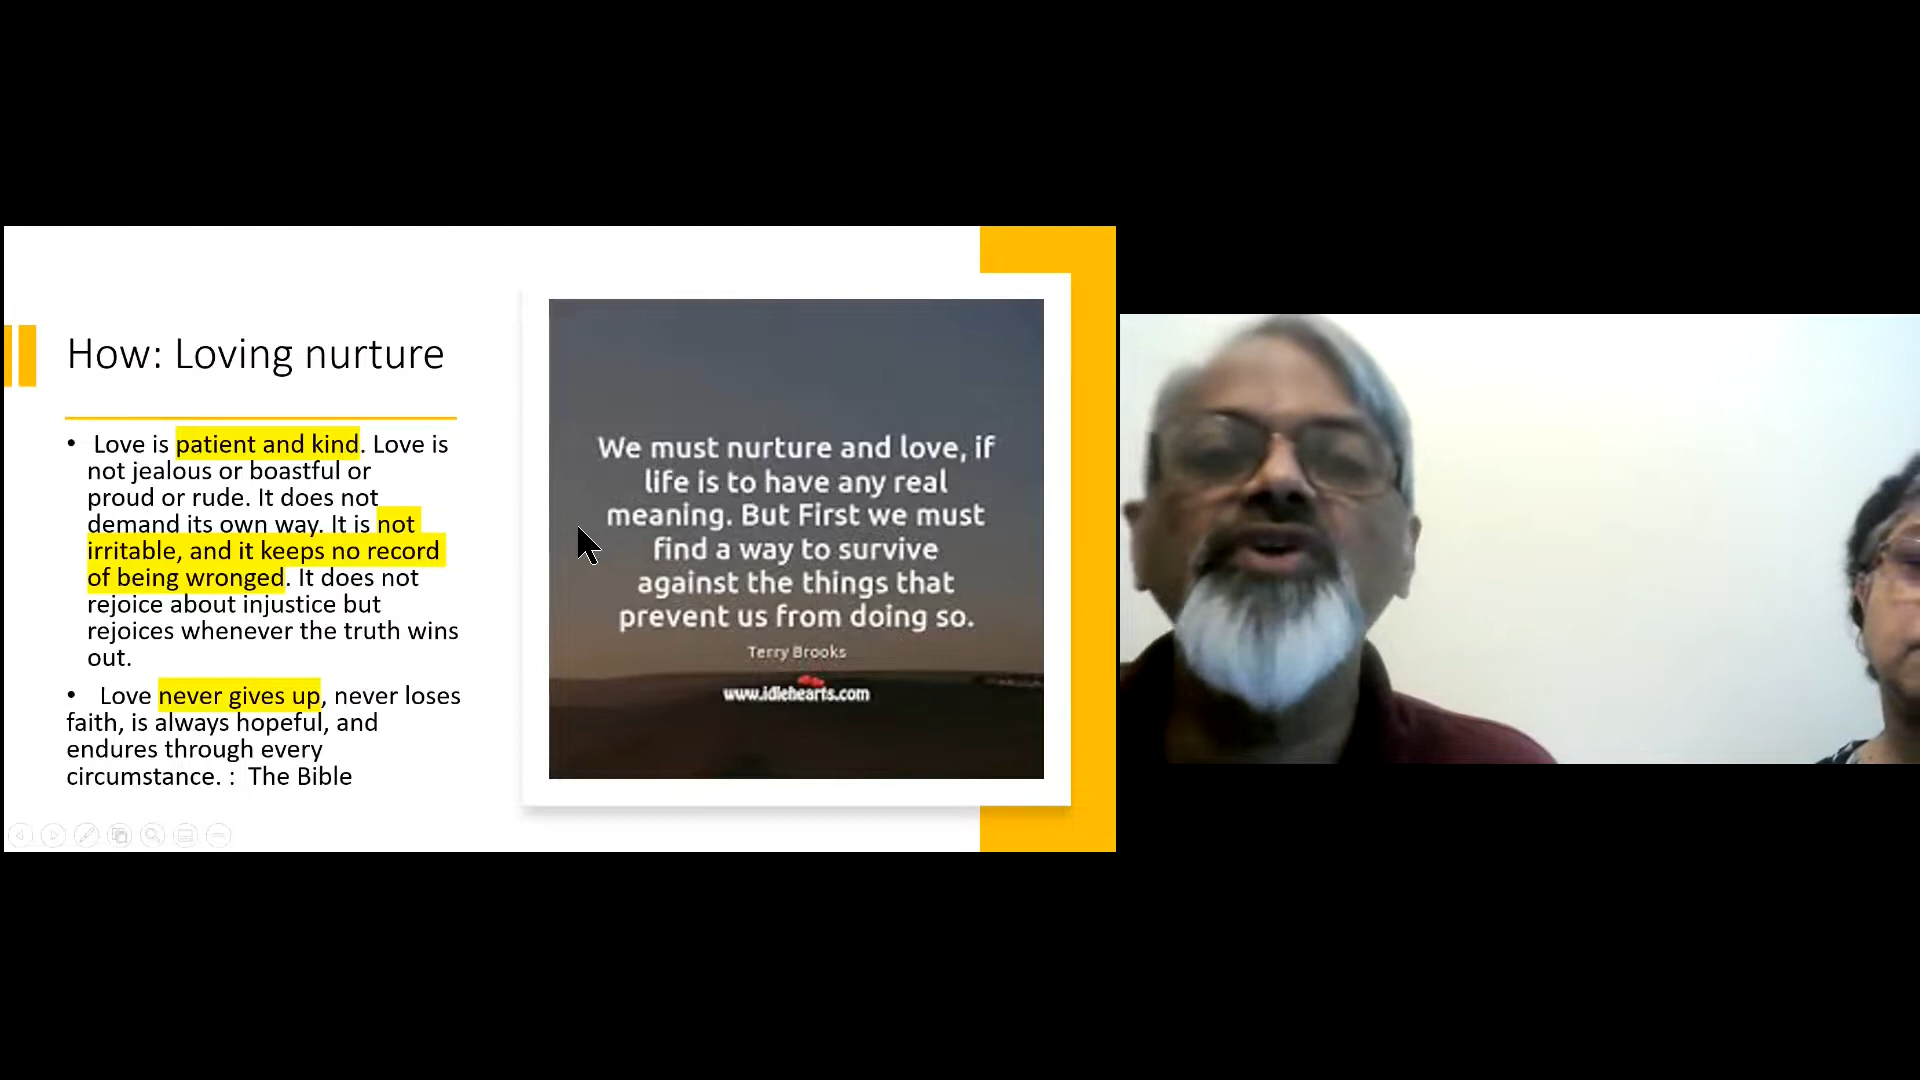 How: Loving nurture
• Love is patient and kind. Love is
not jealous or boastful or
proud or rude. It does not
demand its own way. It is not
irritable, and it keeps no record
of being wronged. It does not
rejoice about injustice but
rejoices whenever the truth wins
out.
• Love never gives up, never loses
faith, is always hopeful, and
endures through every
circumstance. : The Bible
We must nurture and love, if
life is to have any real
meaning. But First we must
find a way to survive
against the things that
prevent us from doing so.
Terry Brooks
www.idlehearts.com